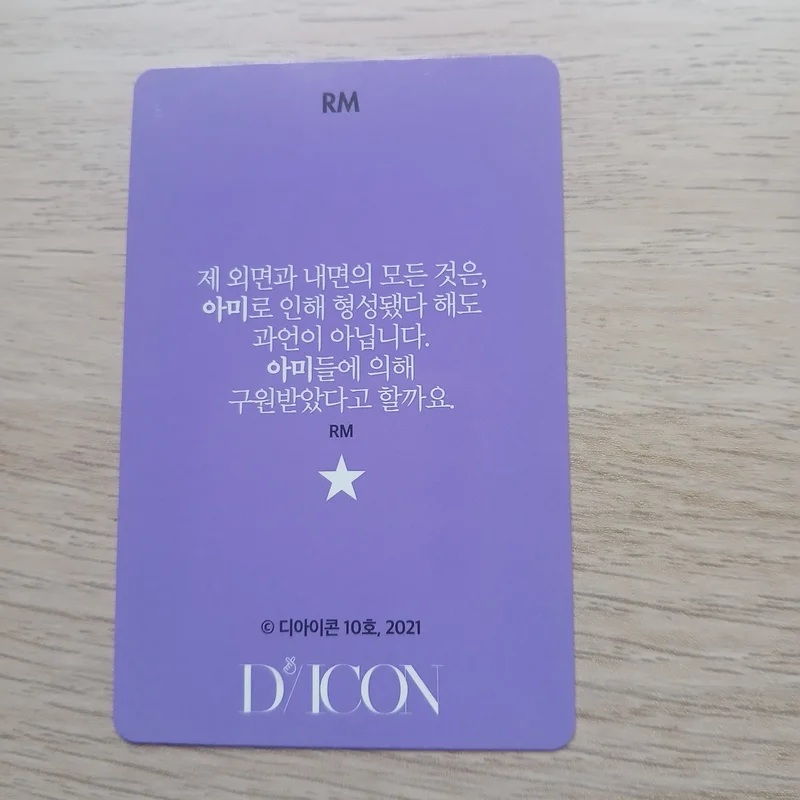 RM
제 외면과 내면의 모든 것은,
아미로 인해 형성됐다 해도
과언이 아닙니다.
아미들에 의해
구원받았다고 할까요.
RM
© 디아이콘 10호, 2021
D/ICON